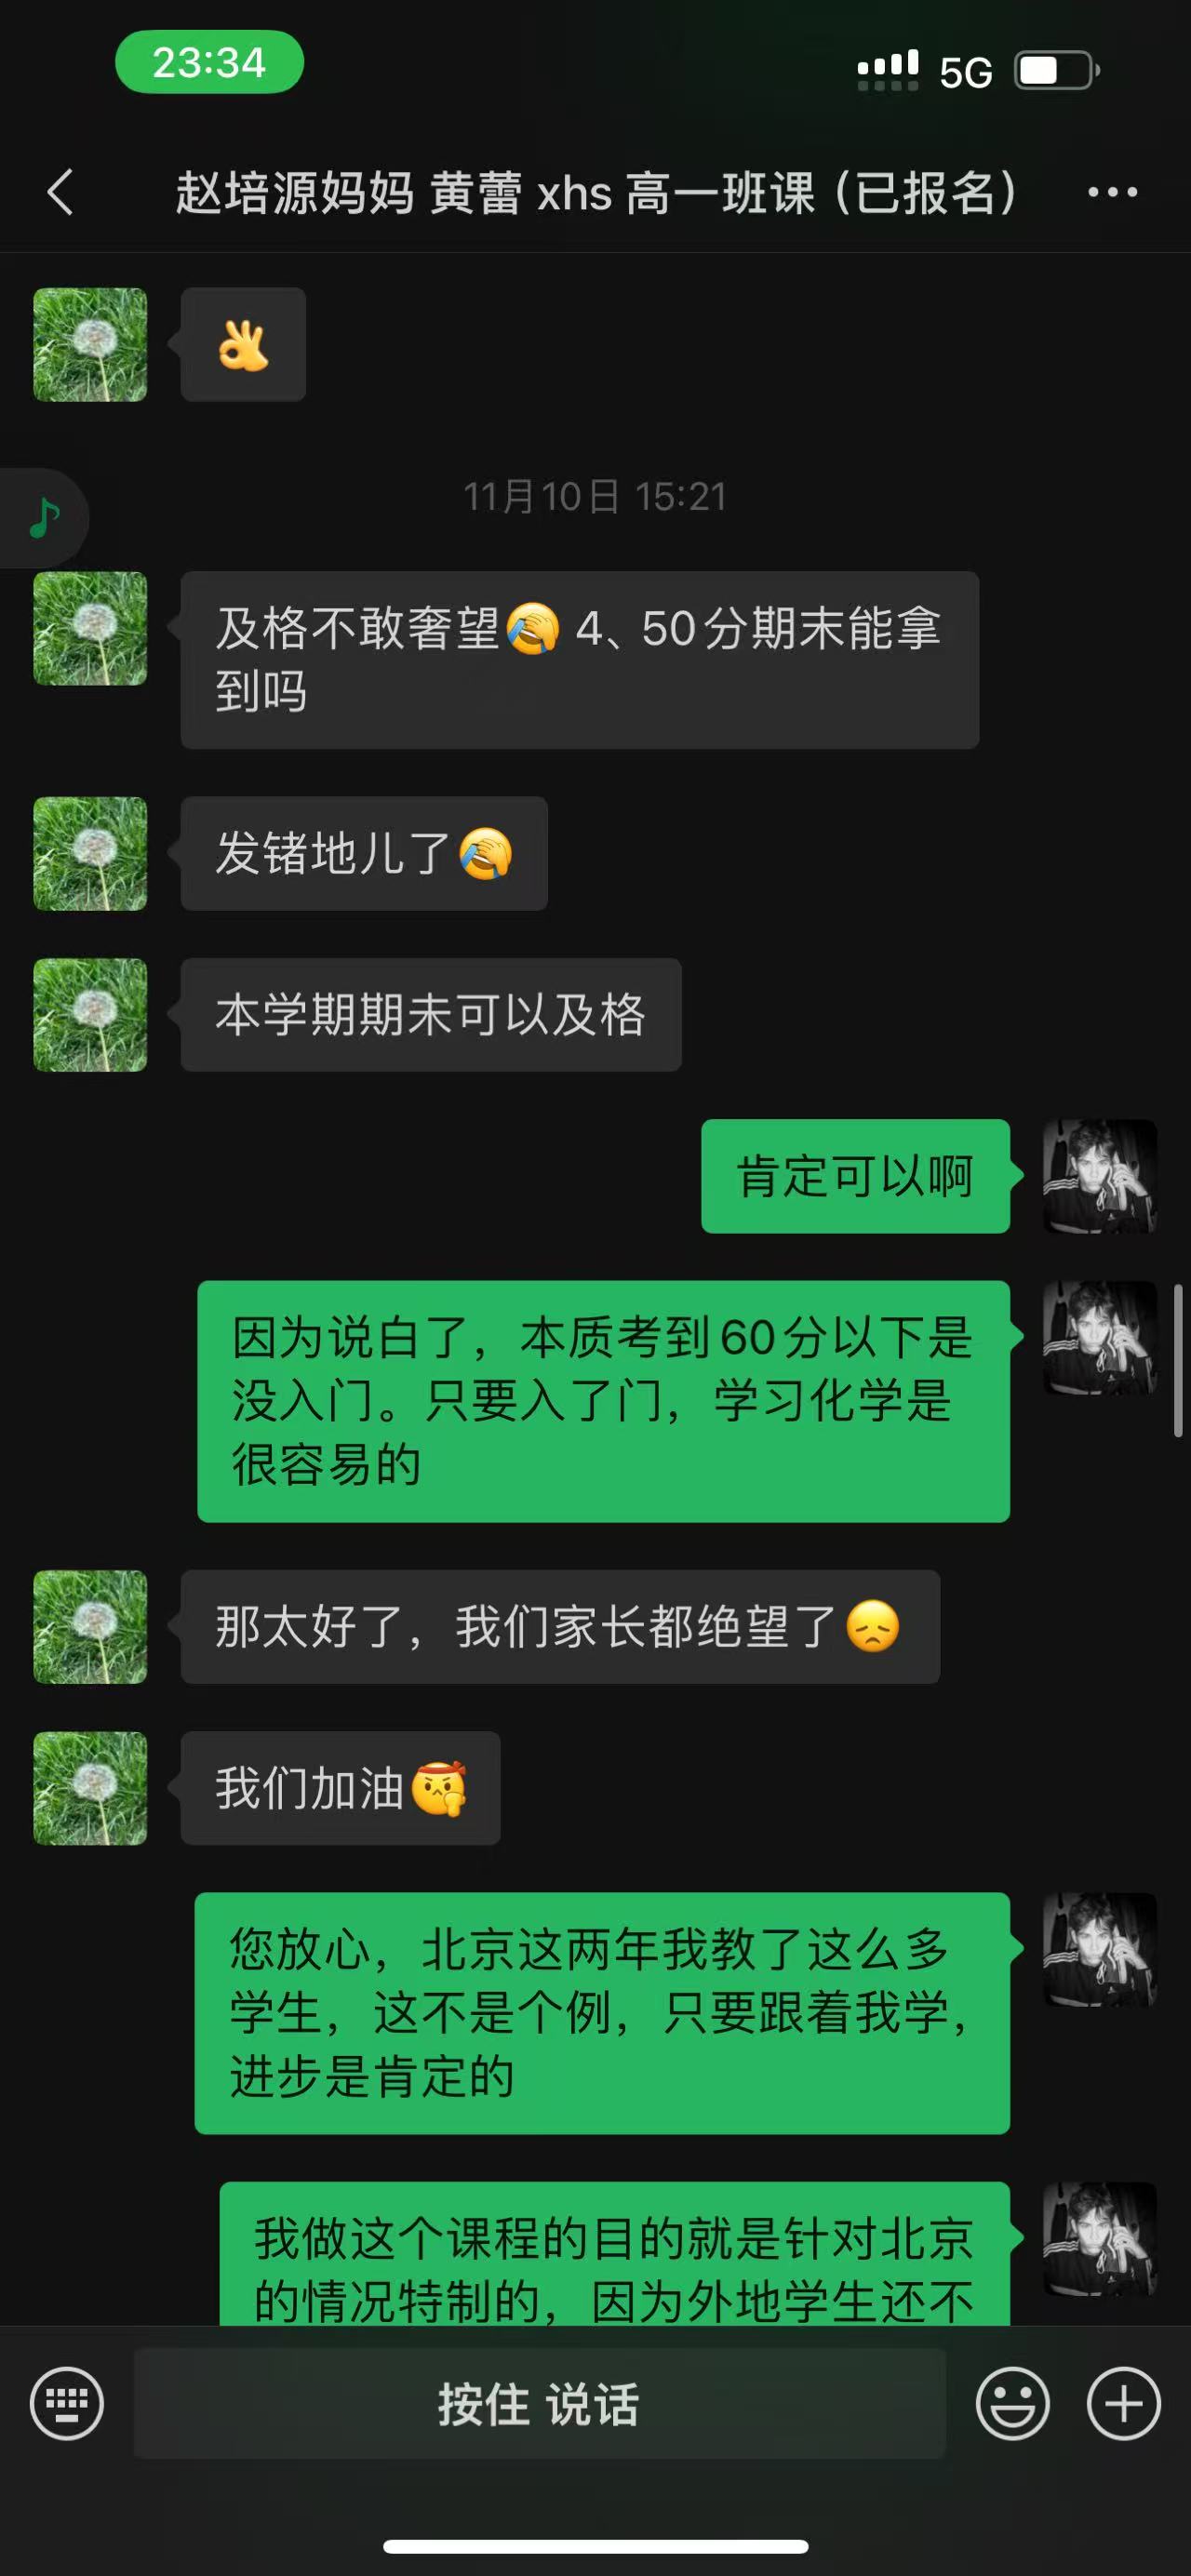 23:34
5G
赵培源妈妈 黄蕾 xhs 高一班课（已报名）
👌
11月10日 15:21
及格不敢奢望🤦4、50分期末能拿
到吗
发锗地儿了🤦
本学期期未可以及格
肯定可以啊
因为说白了，本质考到60分以下是
没入门。只要入了门，学习化学是
很容易的
那太好了，我们家长都绝望了😞
我们加油
您放心，北京这两年我教了这么多
学生，这不是个例，只要跟着我学，
进步是肯定的
我做这个课程的目的就是针对北京
的情况特制的，因为外地学生还不
按住 说话